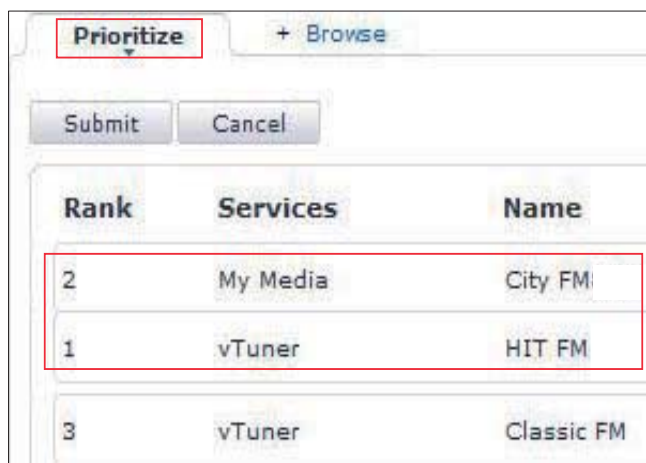 Prioritize + Browse
Submit Cancel
Rank Services Name
2 My Media City FM
1 vTuner HIT FM
3 vTuner Classic FM